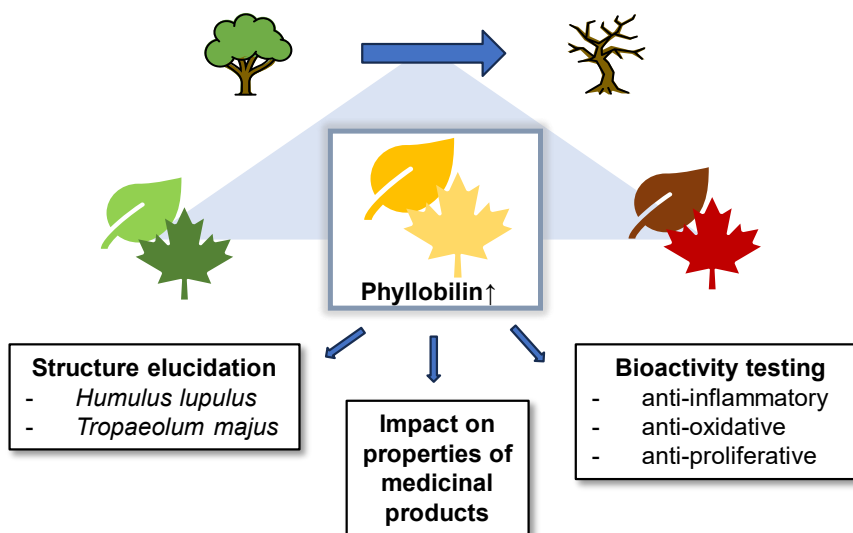 Phyllobilin↑
Structure elucidation
- Humulus lupulus
- Tropaeolum majus
Impact on
properties of
medicinal
products
Bioactivity testing
- anti-inflammatory
- anti-oxidative
- anti-proliferative